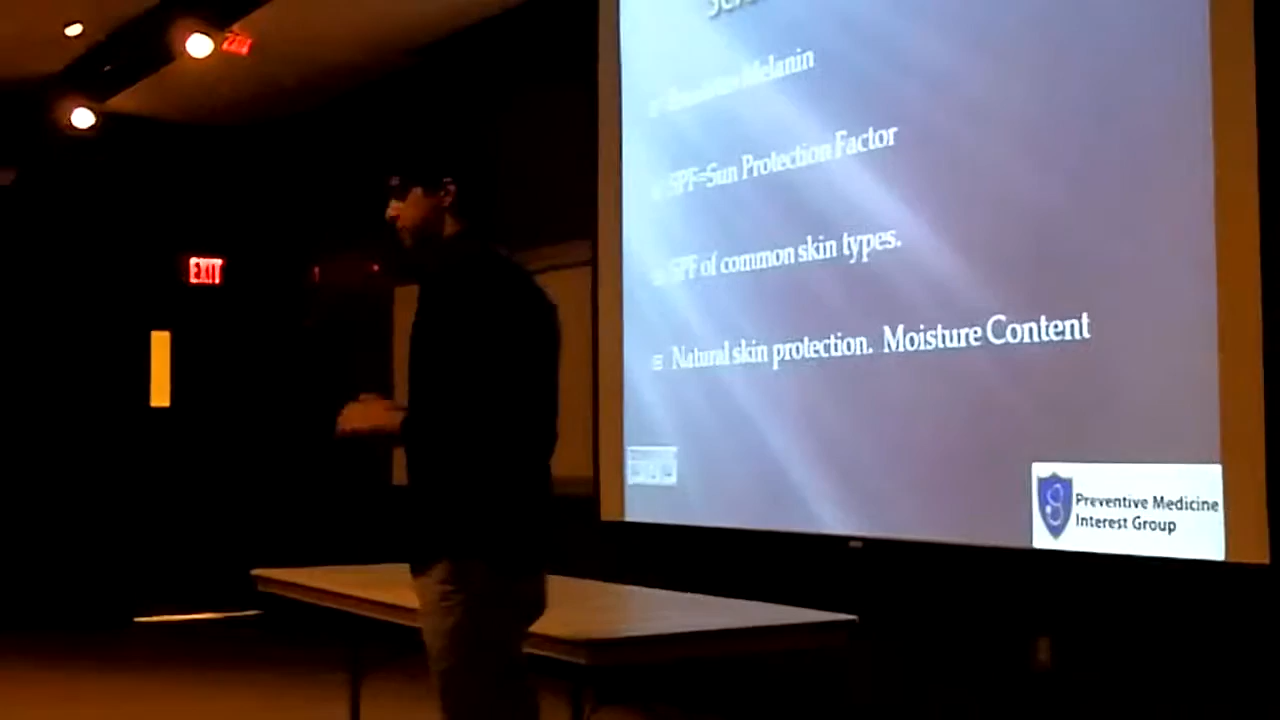 Melanin
SPF=Sun Protection Factor
SPF of common skin types.
Natural skin protection. Moisture Content
EXIT
Preventive Medicine
Interest Group